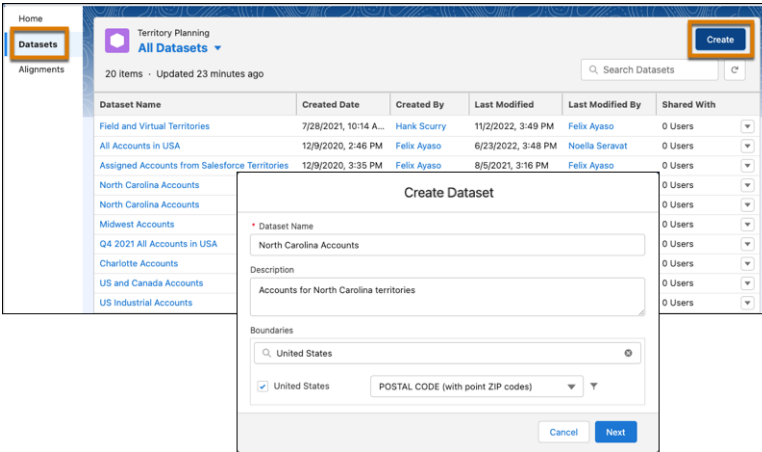 Home
Datasets
Alignments
Territory Planning
All Datasets
Create
20 items · Updated 23 minutes ago
Search Datasets
Dataset Name Created Date Created By Last Modified Last Modified By Shared With
Field and Virtual Territories 7/28/2021, 10:14 A... Hank Scurry 11/2/2022, 3:49 PM Felix Ayaso 0 Users
All Accounts in USA 12/9/2020, 2:46 PM Felix Ayaso 6/23/2022, 3:48 PM Noella Seravat 0 Users
Assigned Accounts from Salesforce Territories 12/9/2020, 3:35 PM Felix Ayaso 8/5/2021, 3:16 PM Felix Ayaso 0 Users
North Carolina Accounts 0 Users
North Carolina Accounts 0 Users
Midwest Accounts 0 Users
Q4 2021 All Accounts in USA 0 Users
Charlotte Accounts 0 Users
US and Canada Accounts 0 Users
US Industrial Accounts 0 Users
Create Dataset
* Dataset Name
North Carolina Accounts
Description
Accounts for North Carolina territories
Boundaries
United States
United States POSTAL CODE (with point ZIP codes)
Cancel Next